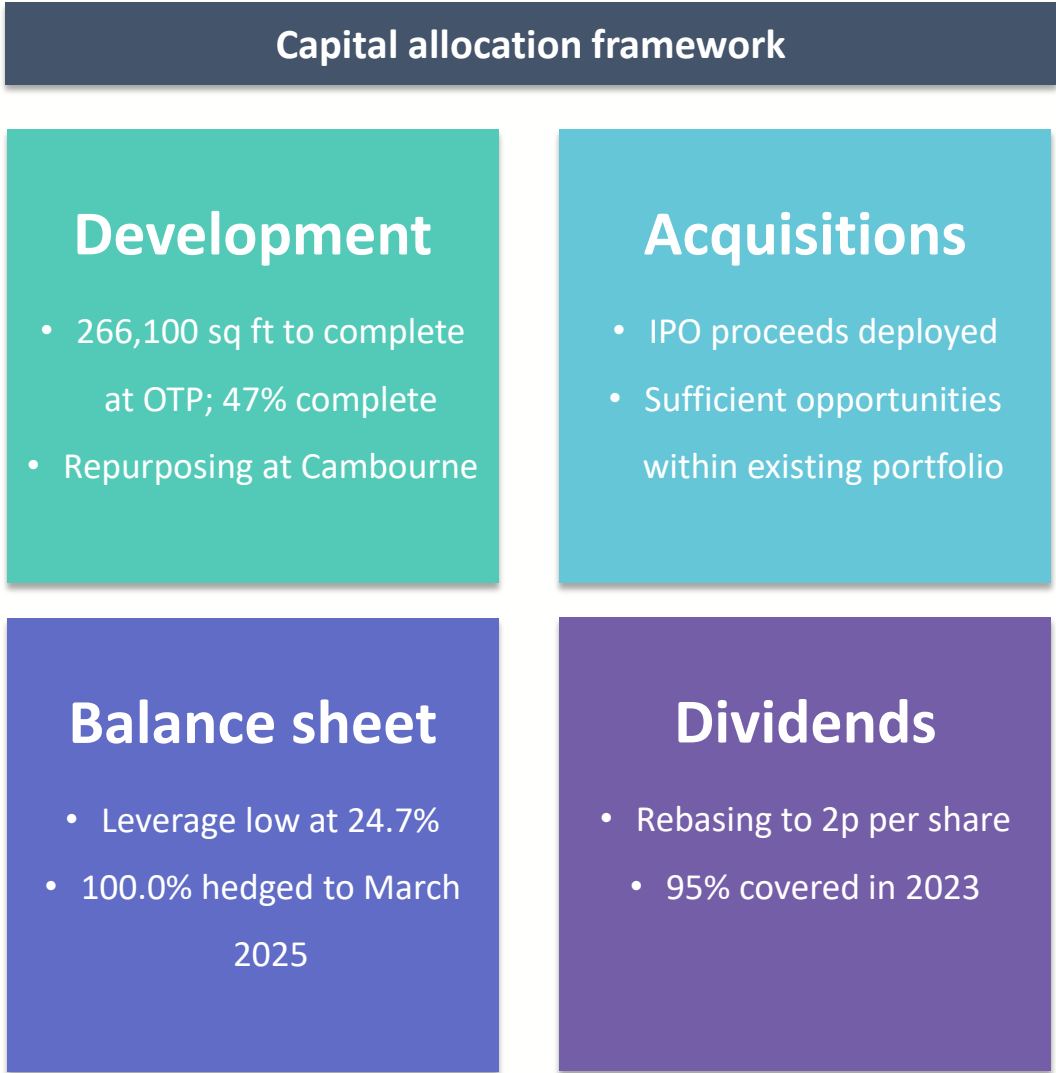 Capital allocation framework
Development
• 266,100 sq ft to complete
at OTP; 47% complete
• Repurposing at Cambourne
Acquisitions
• IPO proceeds deployed
• Sufficient opportunities
within existing portfolio
Balance sheet
• Leverage low at 24.7%
• 100.0% hedged to March
2025
Dividends
• Rebasing to 2p per share
• 95% covered in 2023